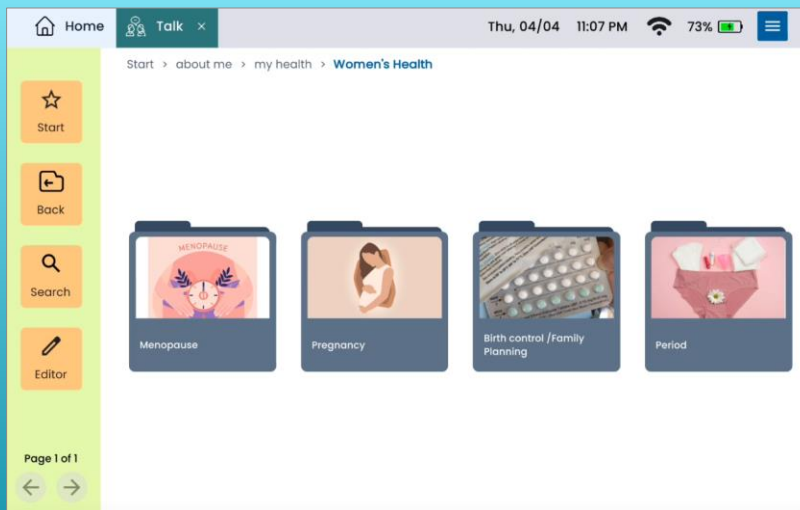 Home
Talk ×
Thu, 04/04 11:07 PM 73%
Start > about me > my health > Women's Health
Start
Back
Search
Editor
MENOPAUSE
Menopause
Pregnancy
Birth control /Family
Planning
Period
Page 1 of 1